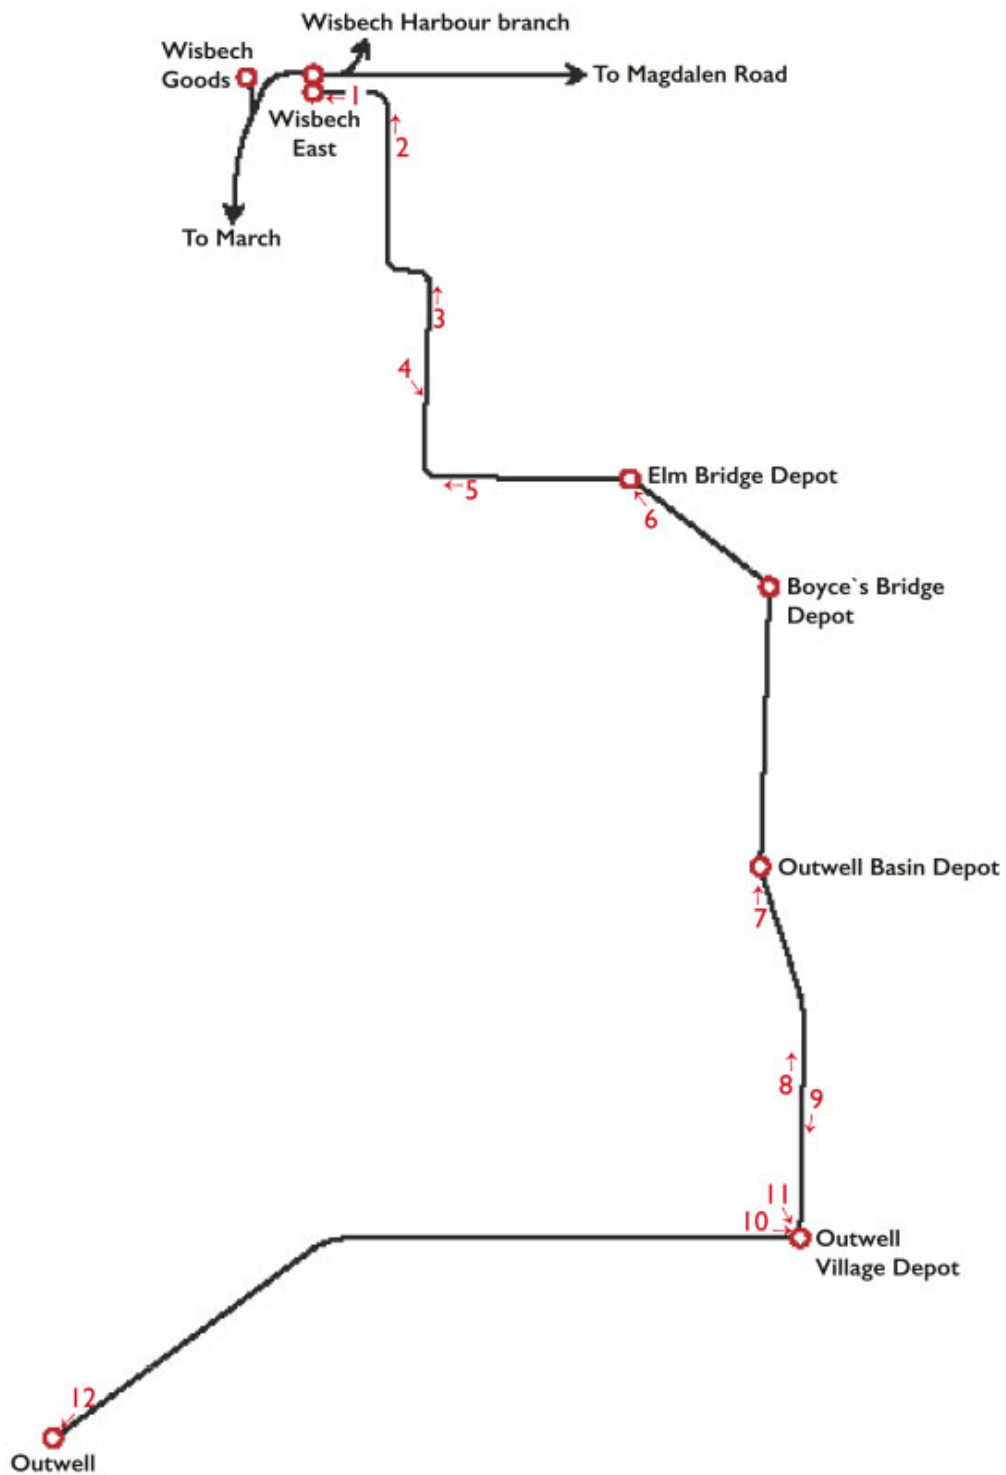 Wisbech Harbour branch
Wisbech
Goods
To Magdalen Road
1
Wisbech
East
2
To March
3
4
Elm Bridge Depot
5
6
Boyce`s Bridge
Depot
Outwell Basin Depot
7
8
9
11
10
Outwell
Village Depot
12
Outwell